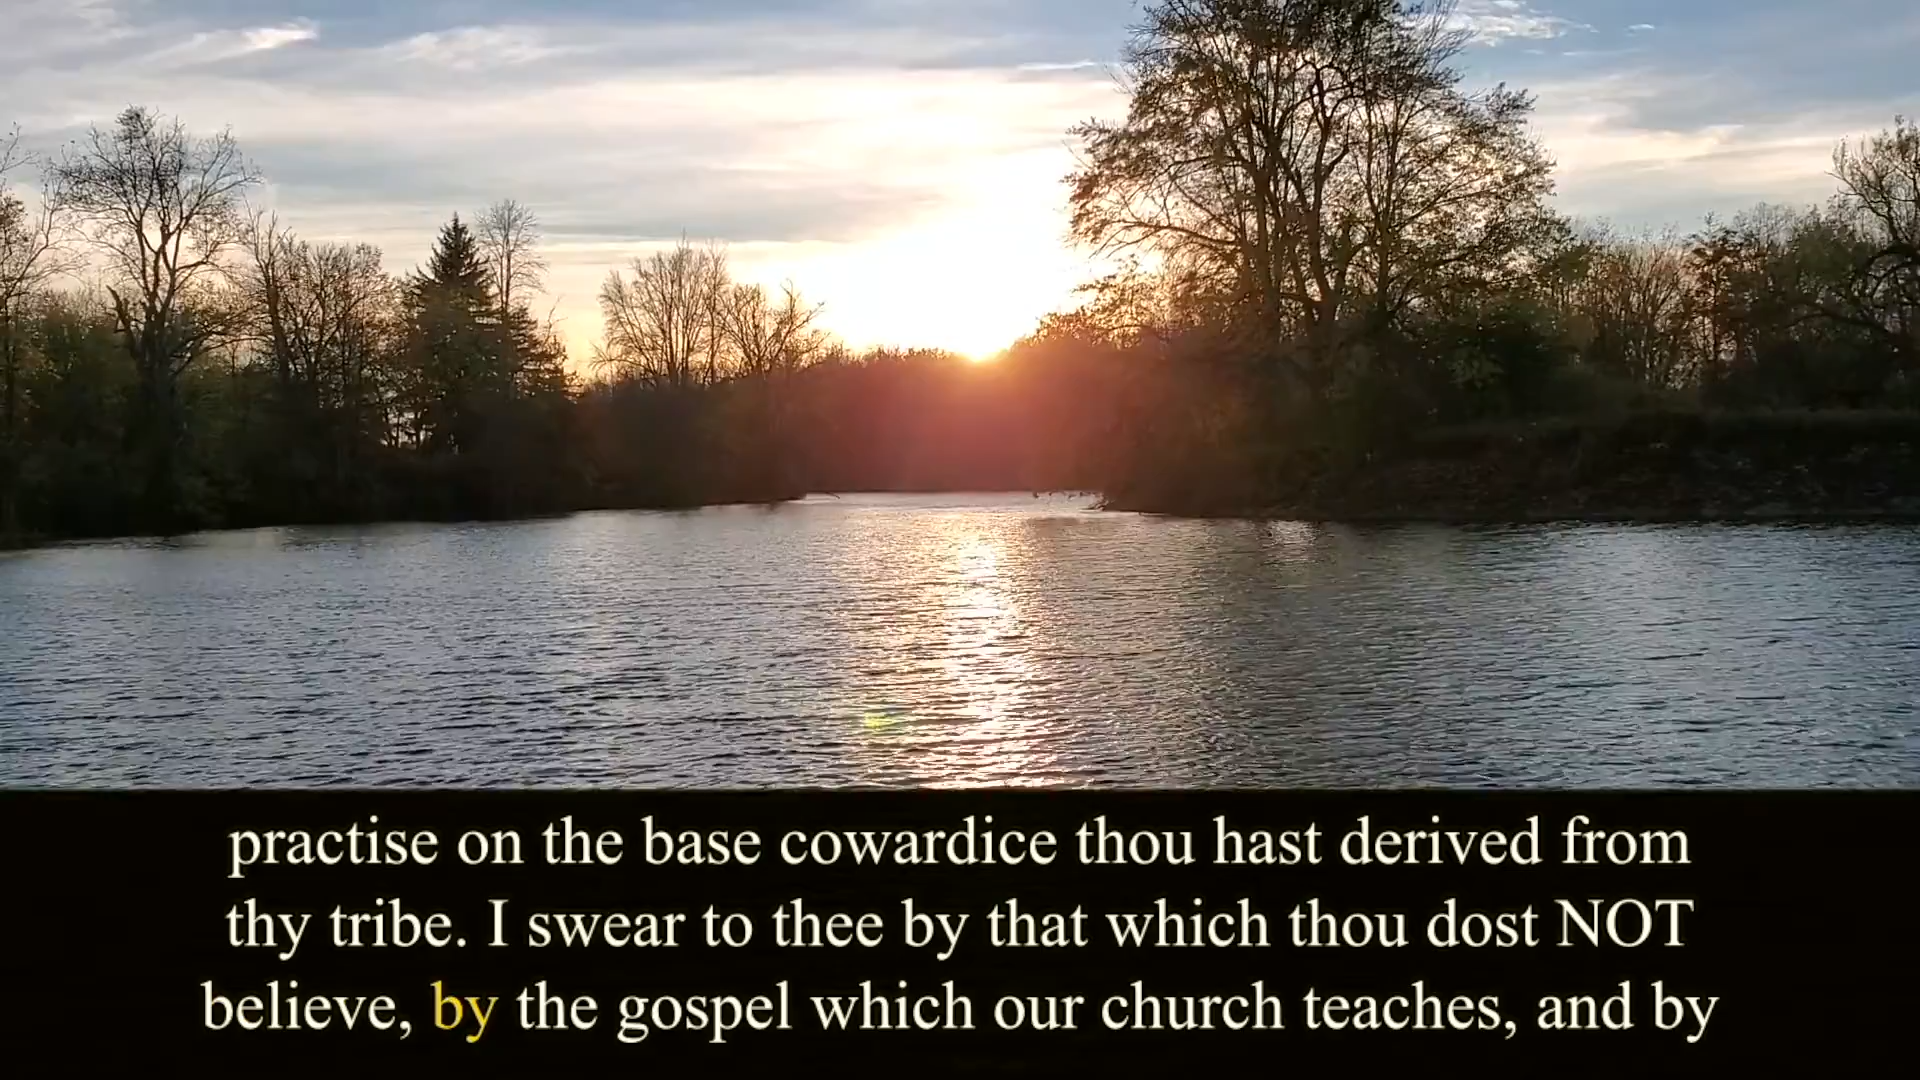 practise on the base cowardice thou hast derived from
thy tribe. I swear to thee by that which thou dost NOT
believe, by the gospel which our church teaches, and by